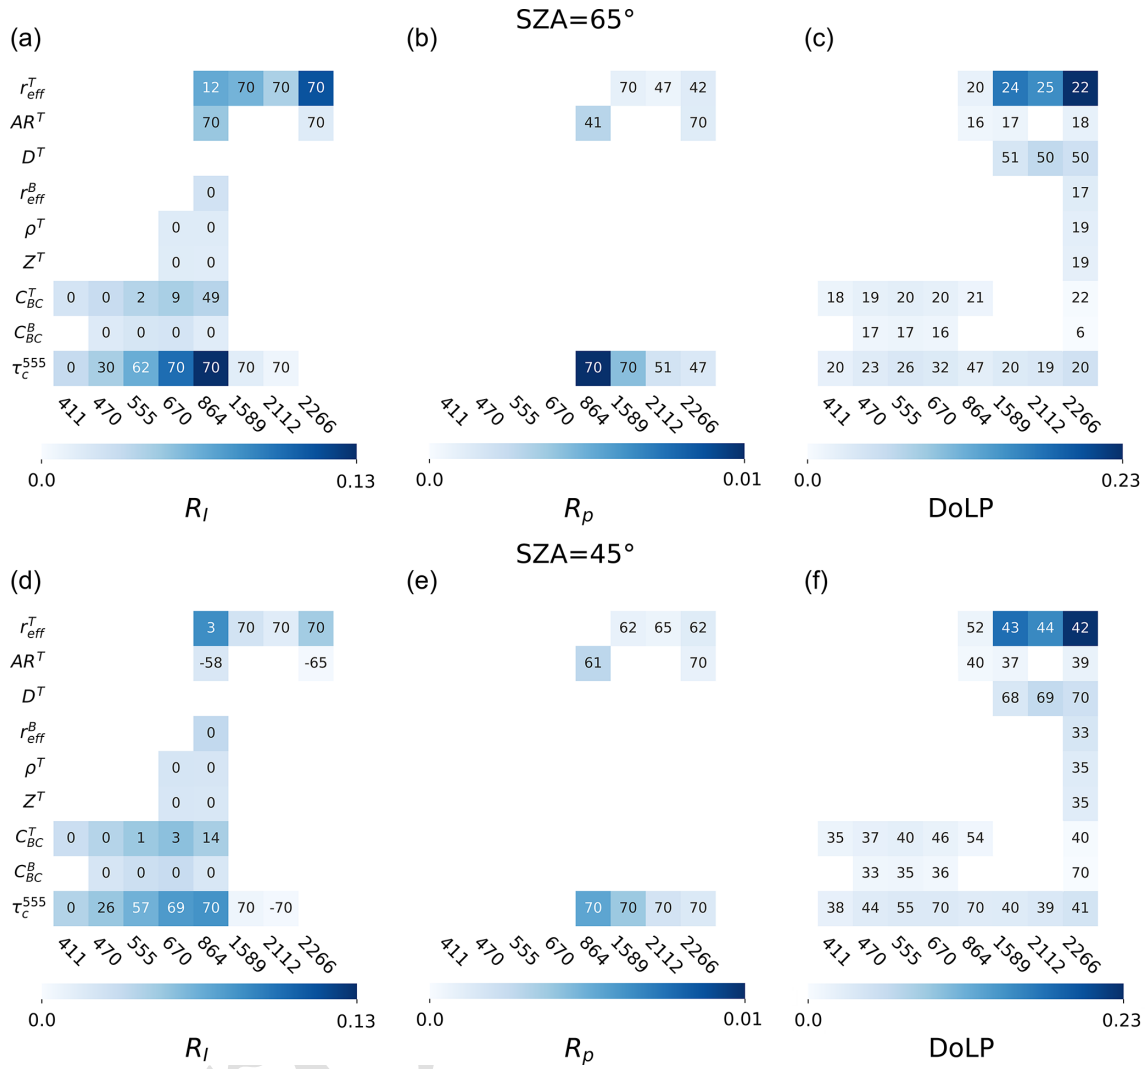 SZA=65°
(a) (b) (c)
r_eff^T 12 70 70 70 70 47 42 20 24 25 22
AR^T 70 70 41 70 16 17 18
D^T 51 50 50
r_eff^B 0 17
ρ^T 0 0 19
Z^T 0 0 19
C_BC^T 0 0 2 9 49 18 19 20 20 21 22
C_BC^B 0 0 0 0 17 17 16 6
τ_c^555 0 30 62 70 70 70 70 70 70 51 47 20 23 26 32 47 20 19 20
411 470 555 670 864 1589 2112 2266 411 470 555 670 864 1589 2112 2266 411 470 555 670 864 1589 2112 2266
0.0 0.13 0.0 0.01 0.0 0.23
R_I R_p DoLP
SZA=45°
(d) (e) (f)
r_eff^T 3 70 70 70 62 65 62 52 43 44 42
AR^T -58 -65 61 70 40 37 39
D^T 68 69 70
r_eff^B 0 33
ρ^T 0 0 35
Z^T 0 0 35
C_BC^T 0 0 1 3 14 35 37 40 46 54 40
C_BC^B 0 0 0 0 33 35 36 70
τ_c^555 0 26 57 69 70 70 -70 70 70 70 70 38 44 55 70 70 40 39 41
411 470 555 670 864 1589 2112 2266 411 470 555 670 864 1589 2112 2266 411 470 555 670 864 1589 2112 2266
0.0 0.13 0.0 0.01 0.0 0.23
R_I R_p DoLP